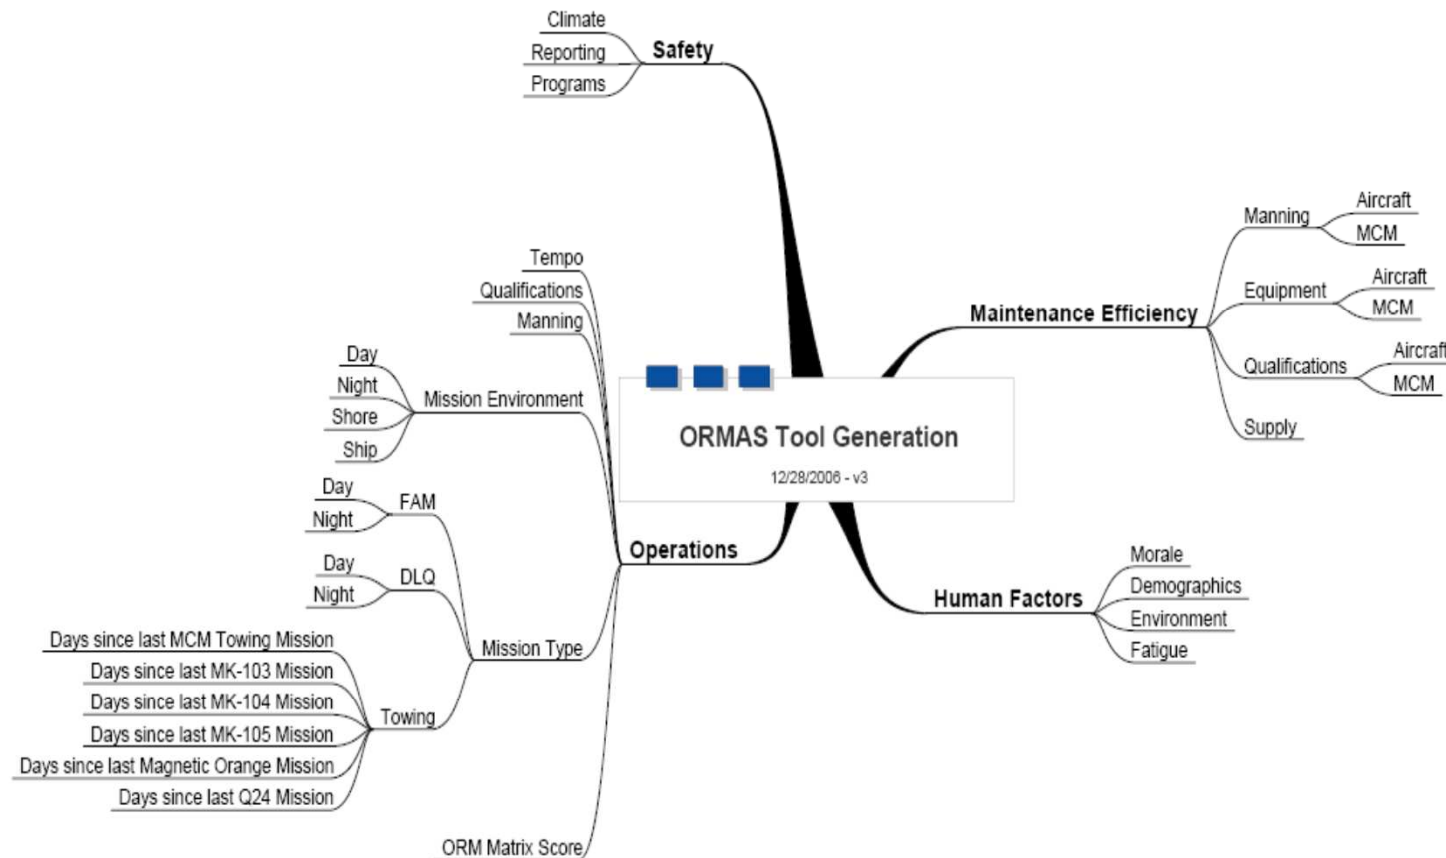 Climate
Reporting
Programs
Safety
Tempo
Qualifications
Manning
Day
Night
Shore
Ship
Mission Environment
Day
Night
FAM
Day
Night
DLQ
Days since last MCM Towing Mission
Days since last MK-103 Mission
Days since last MK-104 Mission
Days since last MK-105 Mission
Days since last Magnetic Orange Mission
Days since last Q24 Mission
Towing
Mission Type
ORM Matrix Score
Operations
ORMAS Tool Generation
12/28/2006 - v3
Maintenance Efficiency
Manning
Aircraft
MCM
Equipment
Aircraft
MCM
Qualifications
Aircraft
MCM
Supply
Human Factors
Morale
Demographics
Environment
Fatigue